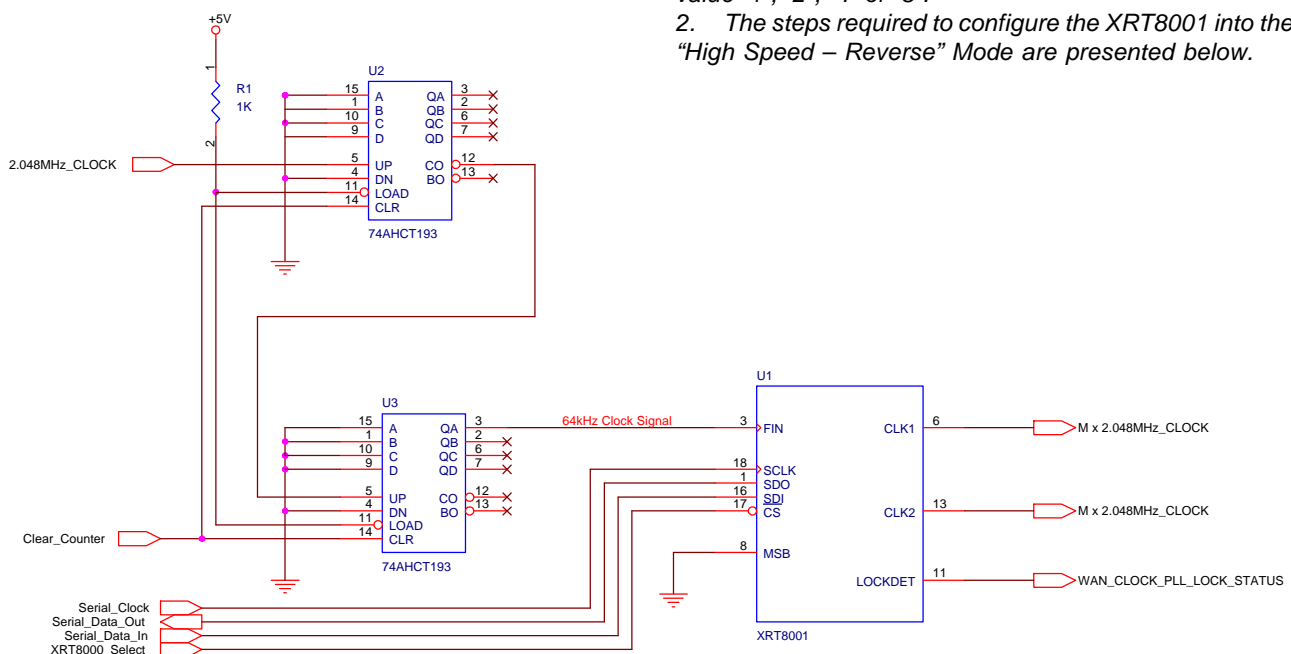 value or
2. The steps required to configure the XRT8001 into the
“High Speed – Reverse” Mode are presented below.
+5V
1
R1
1K
2
U2
15 A QA 3
1 B QB 2
10 C QC 6
9 D QD 7
2.048MHz_CLOCK
5 UP CO 12
4 DN BO 13
11 LOAD
14 CLR
74AHCT193
U3
15 A QA 3
1 B QB 2
10 C QC 6
9 D QD 7
5 UP CO 12
4 DN BO 13
11 LOAD
14 CLR
74AHCT193
Clear_Counter
64kHz Clock Signal
U1
3 FIN CLK1 6
M x 2.048MHz_CLOCK
18 SCLK
1 SDO
16 SDI
17 CS
CLK2 13
M x 2.048MHz_CLOCK
8 MSB
LOCKDET 11
WAN_CLOCK_PLL_LOCK_STATUS
XRT8001
Serial_Clock
Serial_Data_Out
Serial_Data_In
XRT8000_Select